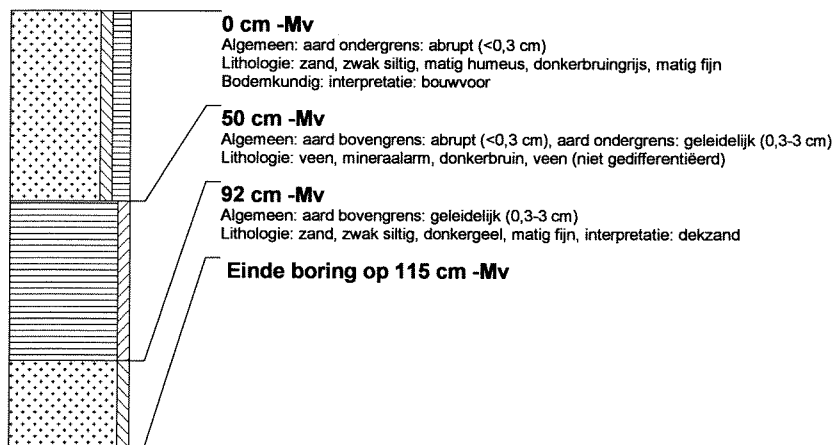 0 cm -Mv
Algemeen: aard ondergrens: abrupt (<0,3 cm)
Lithologie: zand, zwak siltig, matig humeus, donkerbruingrijs, matig fijn
Bodemkundig: interpretatie: bouwvoor
50 cm -Mv
Algemeen: aard bovengrens: abrupt (<0,3 cm), aard ondergrens: geleidelijk (0,3-3 cm)
Lithologie: veen, mineraalarm, donkerbruin, veen (niet gedifferentiëerd)
92 cm -Mv
Algemeen: aard bovengrens: geleidelijk (0,3-3 cm)
Lithologie: zand, zwak siltig, donkergeel, matig fijn, interpretatie: dekzand
Einde boring op 115 cm -Mv